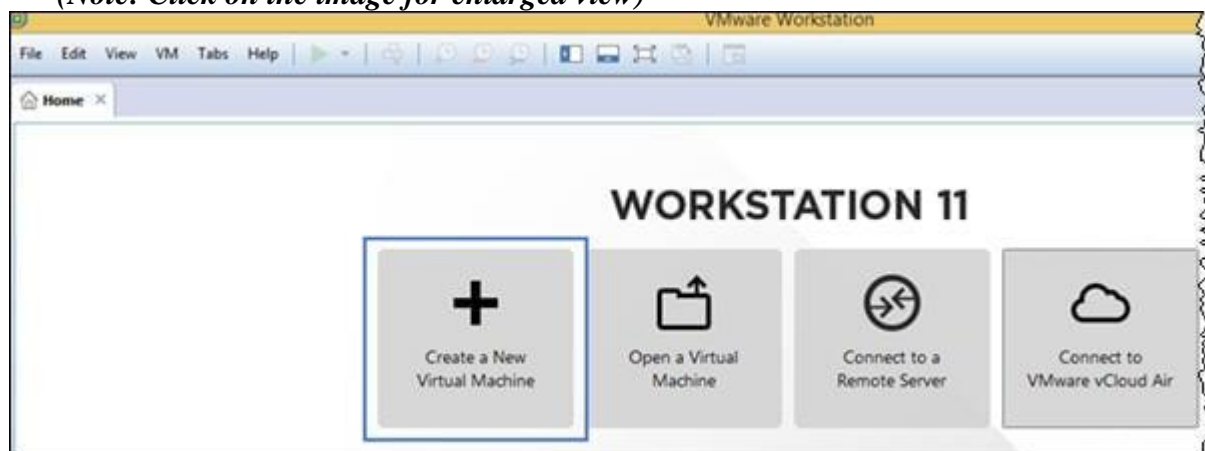 (Note: Click on the image for enlarged view)
VMware Workstation
File Edit View VM Tabs Help
Home
WORKSTATION 11
Create a New
Virtual Machine
Open a Virtual
Machine
Connect to a
Remote Server
Connect to
VMware vCloud Air